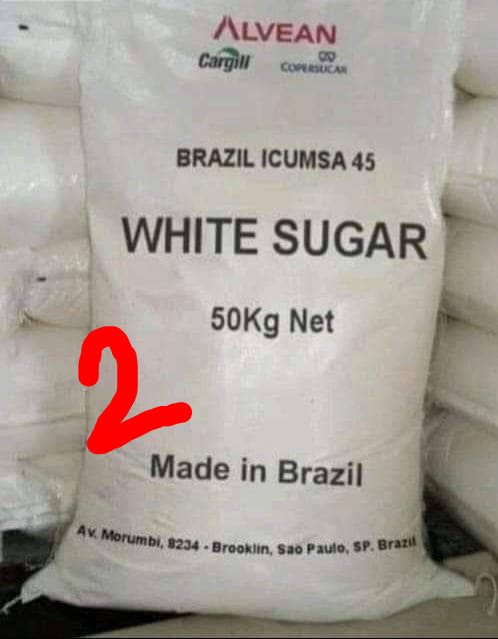 ALVEAN
Cargill COPERSUCAR
BRAZIL ICUMSA 45
WHITE SUGAR
50Kg Net
2
Made in Brazil
Av. Morumbi, 8234 - Brooklin, Sao Paulo, SP. Brazil